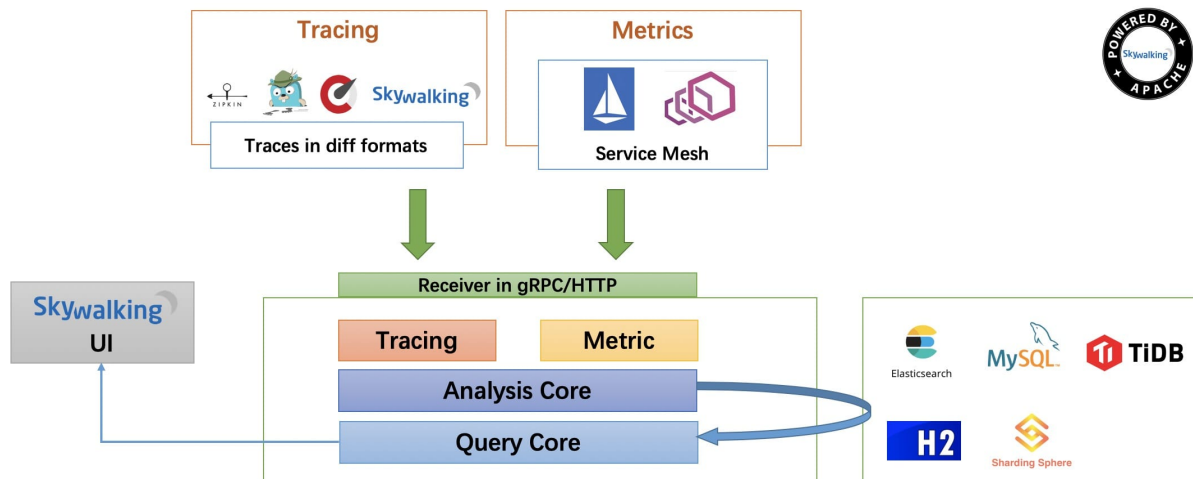 Tracing
Metrics
POWERED BY
Skywalking
APACHE
ZIPKIN
Skywalking
Traces in diff formats
Service Mesh
Receiver in gRPC/HTTP
Skywalking
UI
Tracing
Metric
Analysis Core
Query Core
Elasticsearch
MySQL™
TiDB
H2
Sharding Sphere